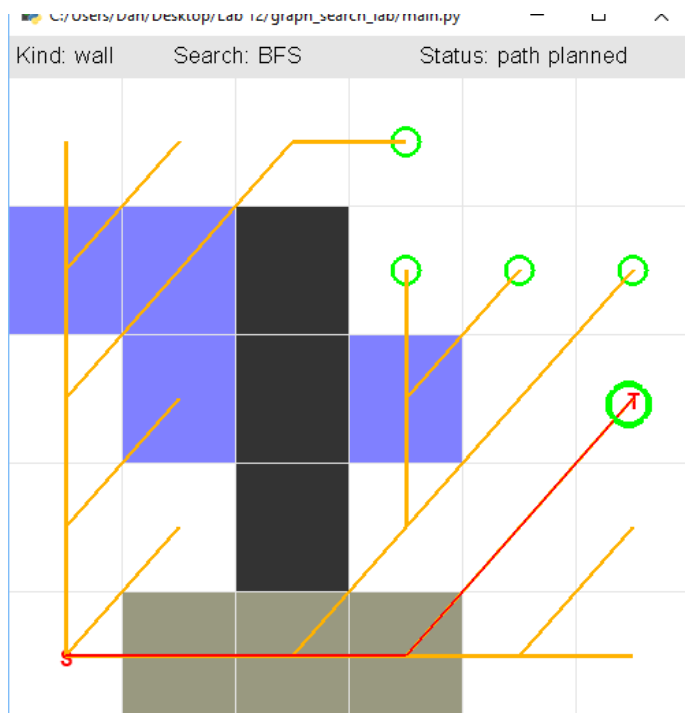 C:/Users/Dan/Desktop/Lab 12/graph_search_lab/main.py
Kind: wall Search: BFS Status: path planned
T
S